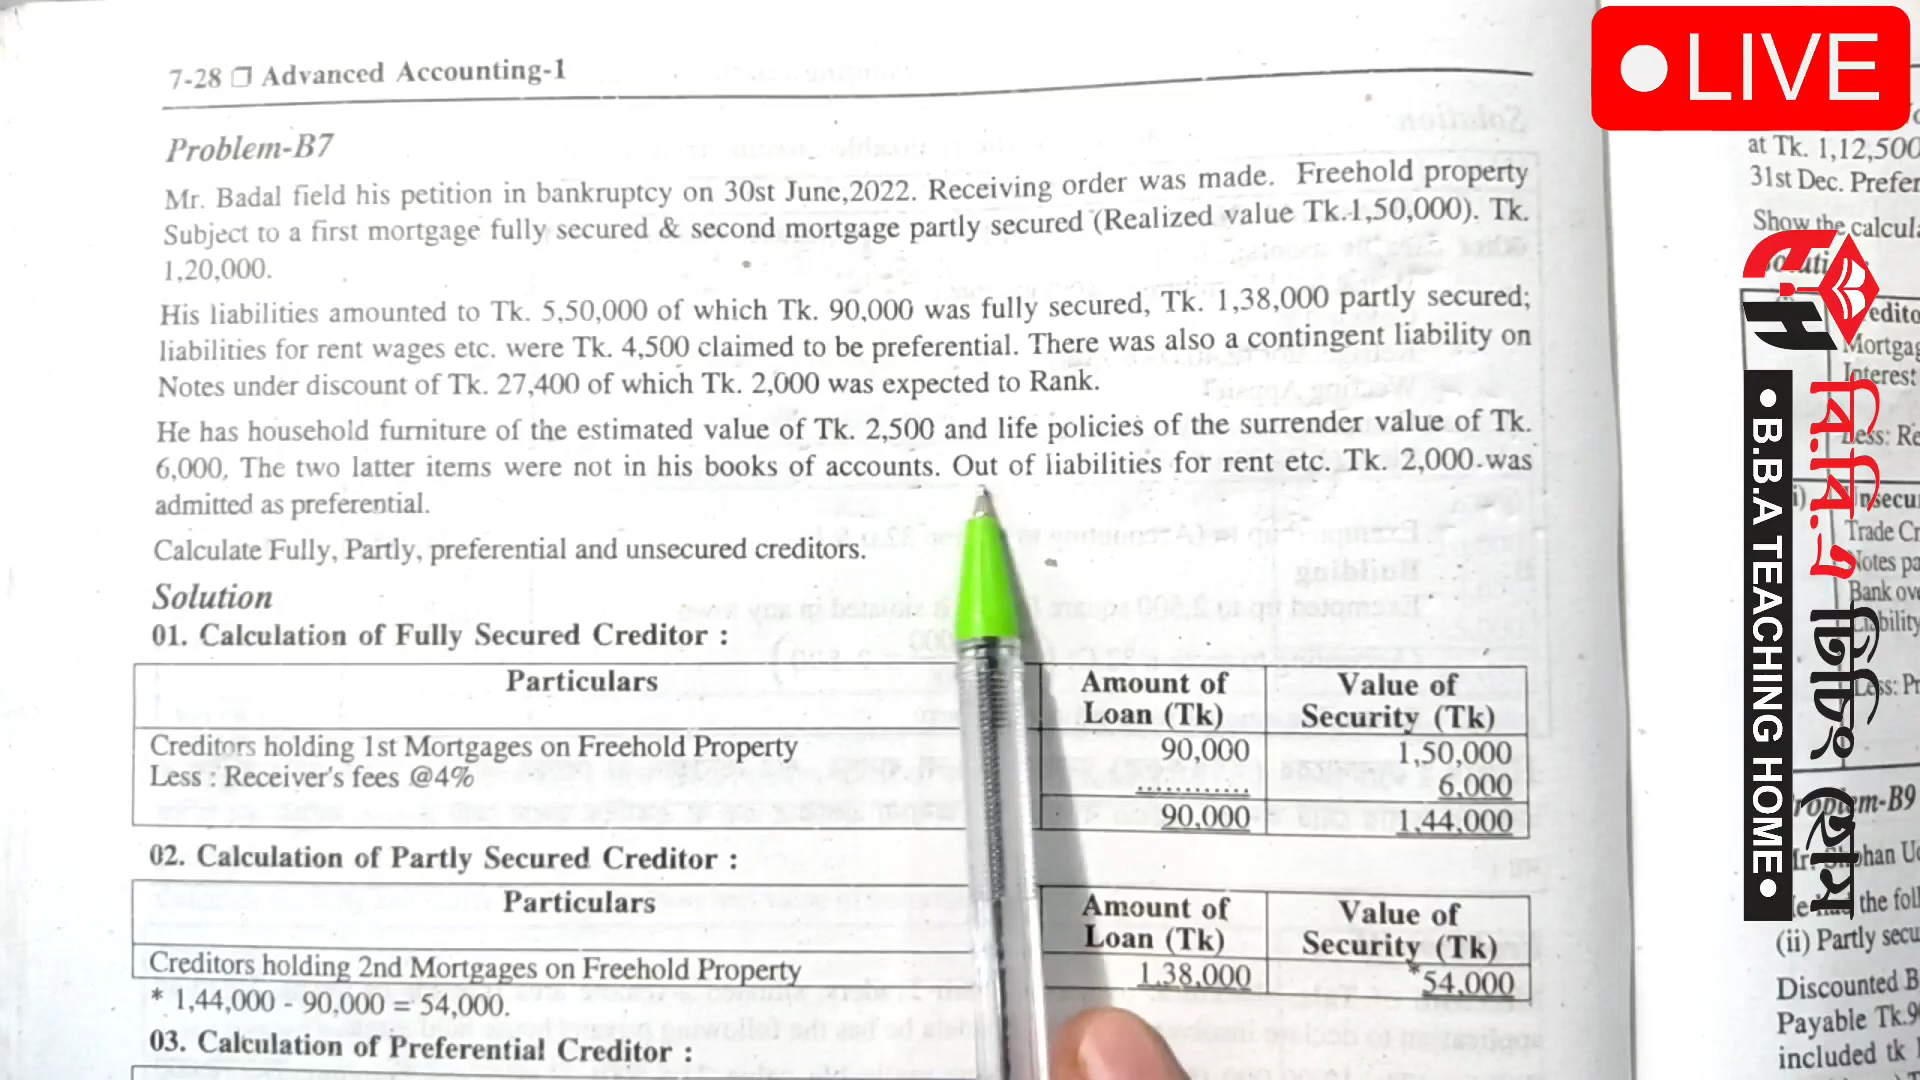 7-28 ❐ Advanced Accounting-1
Problem-B7
Mr. Badal field his petition in bankruptcy on 30st June,2022. Receiving order was made. Freehold property
Subject to a first mortgage fully secured & second mortgage partly secured (Realized value Tk.1,50,000). Tk.
1,20,000.
His liabilities amounted to Tk. 5,50,000 of which Tk. 90,000 was fully secured, Tk. 1,38,000 partly secured;
liabilities for rent wages etc. were Tk. 4,500 claimed to be preferential. There was also a contingent liability on
Notes under discount of Tk. 27,400 of which Tk. 2,000 was expected to Rank.
He has household furniture of the estimated value of Tk. 2,500 and life policies of the surrender value of Tk.
6,000, The two latter items were not in his books of accounts. Out of liabilities for rent etc. Tk. 2,000 was
admitted as preferential.
Calculate Fully, Partly, preferential and unsecured creditors.
Solution
01. Calculation of Fully Secured Creditor :
Particulars Amount of Loan (Tk) Value of Security (Tk)
Creditors holding 1st Mortgages on Freehold Property 90,000 1,50,000
Less : Receiver's fees @4% ........... 6,000
90,000 1,44,000
02. Calculation of Partly Secured Creditor :
Particulars Amount of Loan (Tk) Value of Security (Tk)
Creditors holding 2nd Mortgages on Freehold Property 1,38,000 *54,000
* 1,44,000 - 90,000 = 54,000.
03. Calculation of Preferential Creditor :
LIVE
at Tk. 1,12,500
31st Dec. Prefer
Show the calcul
Mortgag
Interest
Less: Re
Trade Cr
Notes pa
Bank ov
Less: Pr
Problem-B9
the foll
(ii) Partly secu
Discounted B
Payable Tk.9
included tk
•B.B.A TEACHING HOME•
বি.বি.এ টিচিং হোম